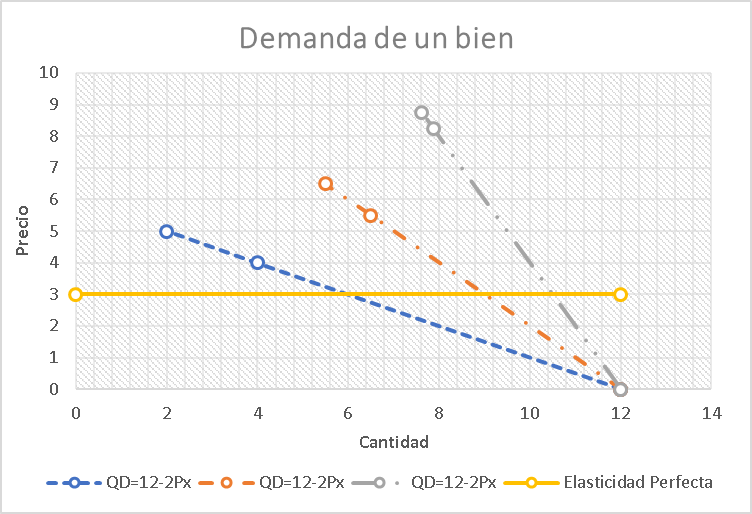 Demanda de un bien
10
9
8
7
6
5
4
3
2
1
0
Precio
0 2 4 6 8 10 12 14
Cantidad
QD=12-2Px QD=12-2Px QD=12-2Px Elasticidad Perfecta